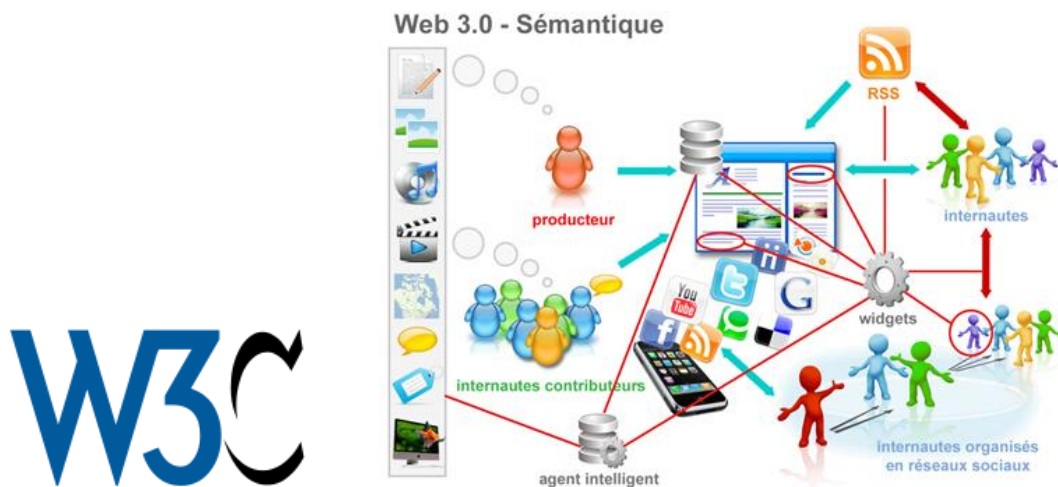 Web 3.0 - Sémantique
RSS
producteur
internautes
You
Tube
widgets
internautes contributeurs
internautes organisés
en réseaux sociaux
agent intelligent
W3C